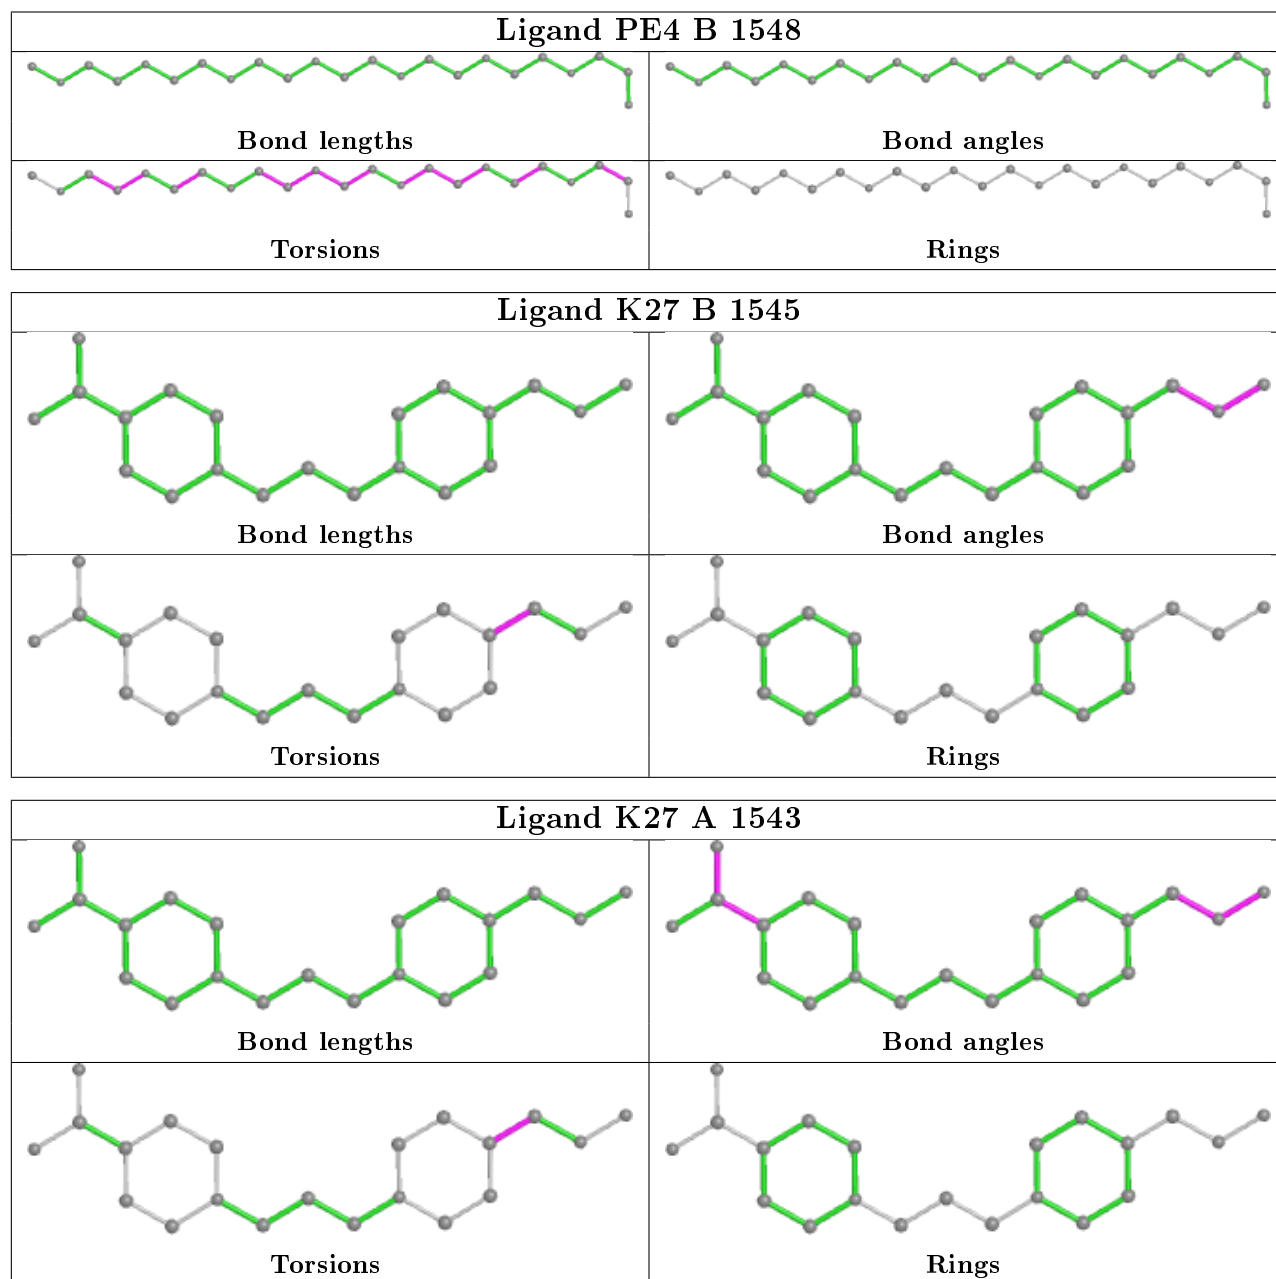 Ligand PE4 B 1548
Bond lengths
Bond angles
Torsions
Rings
Ligand K27 B 1545
Bond lengths
Bond angles
Torsions
Rings
Ligand K27 A 1543
Bond lengths
Bond angles
Torsions
Rings